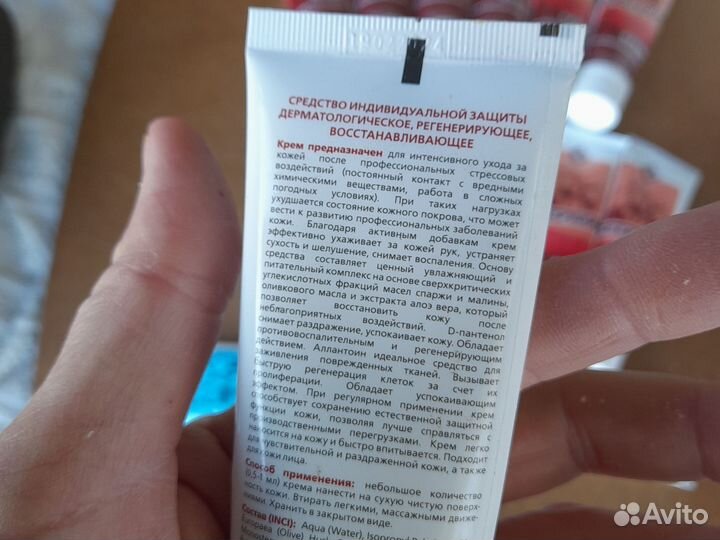 СРЕДСТВО ИНДИВИДУАЛЬНОЙ ЗАЩИТЫ
ДЕРМАТОЛОГИЧЕСКОЕ, РЕГЕНЕРИРУЮЩЕЕ,
ВОССТАНАВЛИВАЮЩЕЕ
Крем предназначен для интенсивного ухода за
кожей после профессиональных стрессовых
воздействий (постоянный контакт с вредными
химическими веществами, работа в сложных
погодных условиях). При таких нагрузках
ухудшается состояние кожного покрова, что может
вести к развитию профессиональных заболеваний
кожи. Благодаря активным добавкам крем
эффективно ухаживает за кожей рук, устраняет
сухость и шелушение, снимает воспаления. Основу
средства составляет ценный увлажняющий и
питательный комплекс на основе сверхкритических
углекислотных фракций масел спаржи и малины,
оливкового масла и экстракта алоэ вера, который
позволяет восстановить кожу после
неблагоприятных воздействий. D-пантенол
снимает раздражение, успокаивает кожу. Обладает
противовоспалительным и регенерирующим
действием. Аллантоин идеальное средство для
заживления поврежденных тканей. Вызывает
быструю регенерация клеток за счет их
пролиферации. Обладает успокаивающим
эффектом. При регулярном применении крем
способствует сохранению естественной защитной
функции кожи, позволяя лучше справляться с
производственными перегрузками. Крем легко
наносится на кожу и быстро впитывается. Подходит
для чувствительной и раздраженной кожи, а также
для кожи лица.
Способ применения: небольшое количество
(0,5-1 мл) крема нанести на сухую чистую поверх-
ность кожи. Втирать легкими, массажными движе-
ниями. Хранить в закрытом виде.
Состав (INCI): Aqua (Water), Isopropyl
Europaea (Olive)
Avito